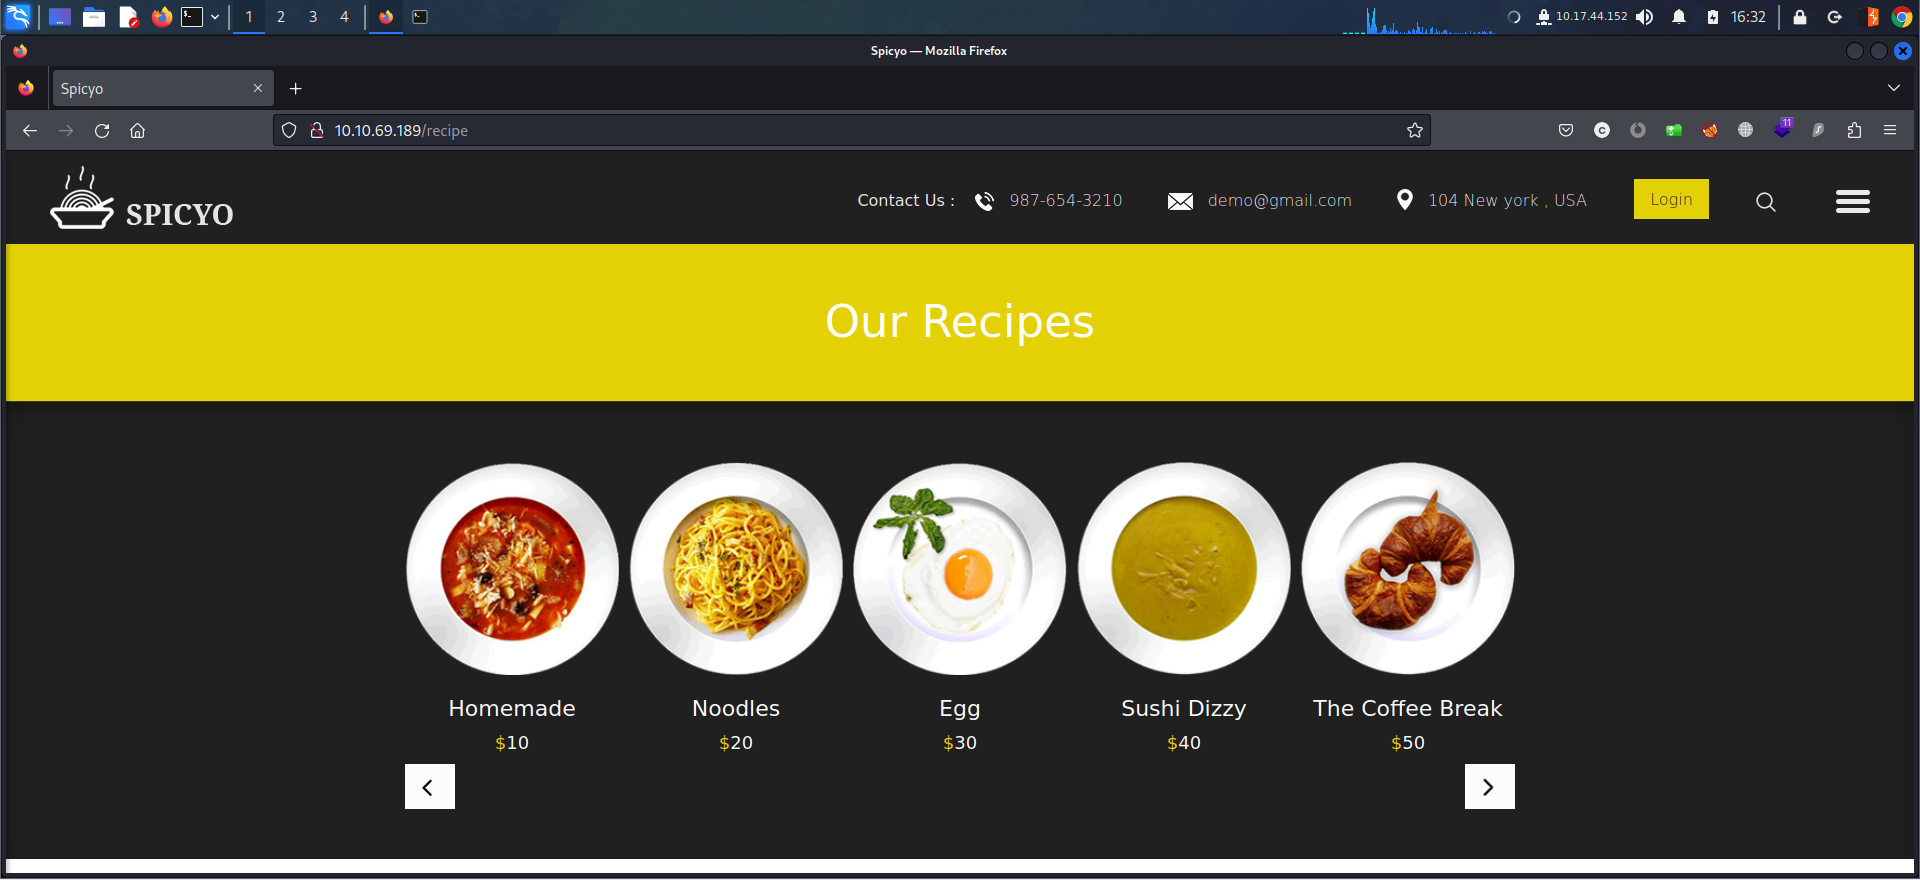 1 2 3 4 10.17.44.152 16:32
Spicyo — Mozilla Firefox
Spicyo
10.10.69.189/recipe
11
SPICYO
Contact Us : 987-654-3210 demo@gmail.com 104 New york , USA Login
Our Recipes
Homemade Noodles Egg Sushi Dizzy The Coffee Break
$10 $20 $30 $40 $50